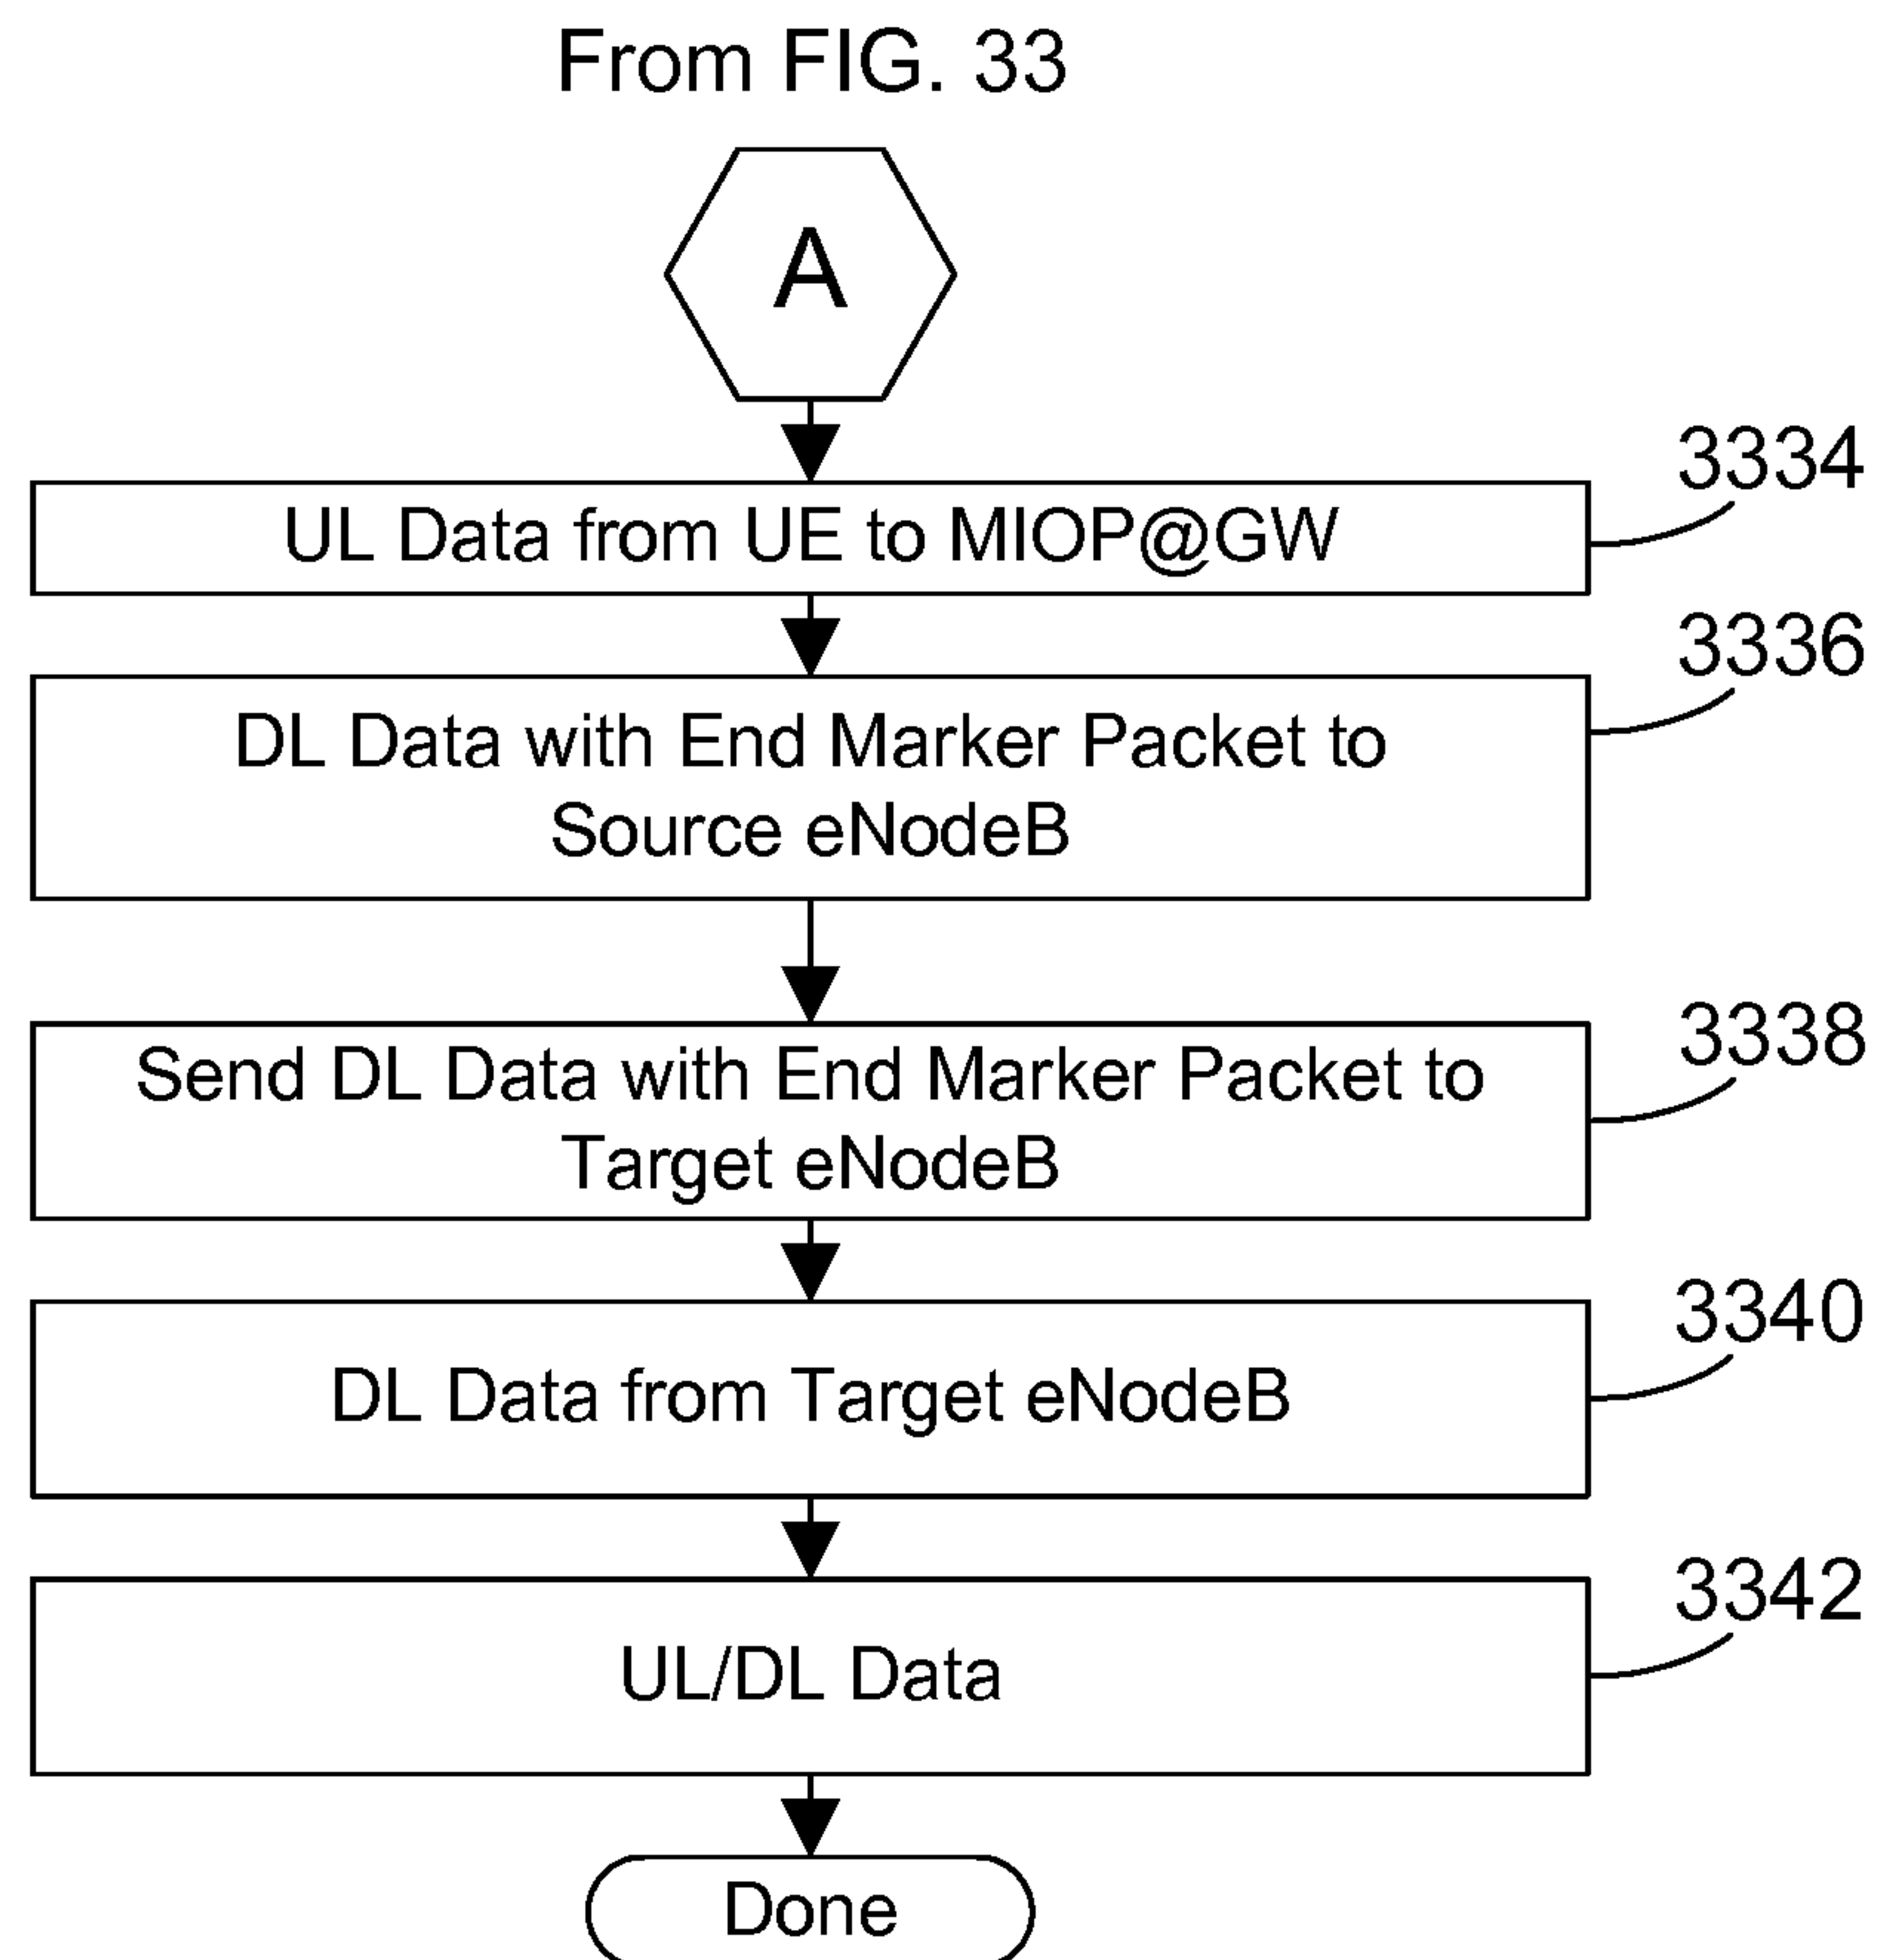 From FIG. 33
A
3334
UL Data from UE to MIOP@GW
3336
DL Data with End Marker Packet to
Source eNodeB
3338
Send DL Data with End Marker Packet to
Target eNodeB
3340
DL Data from Target eNodeB
3342
UL/DL Data
Done